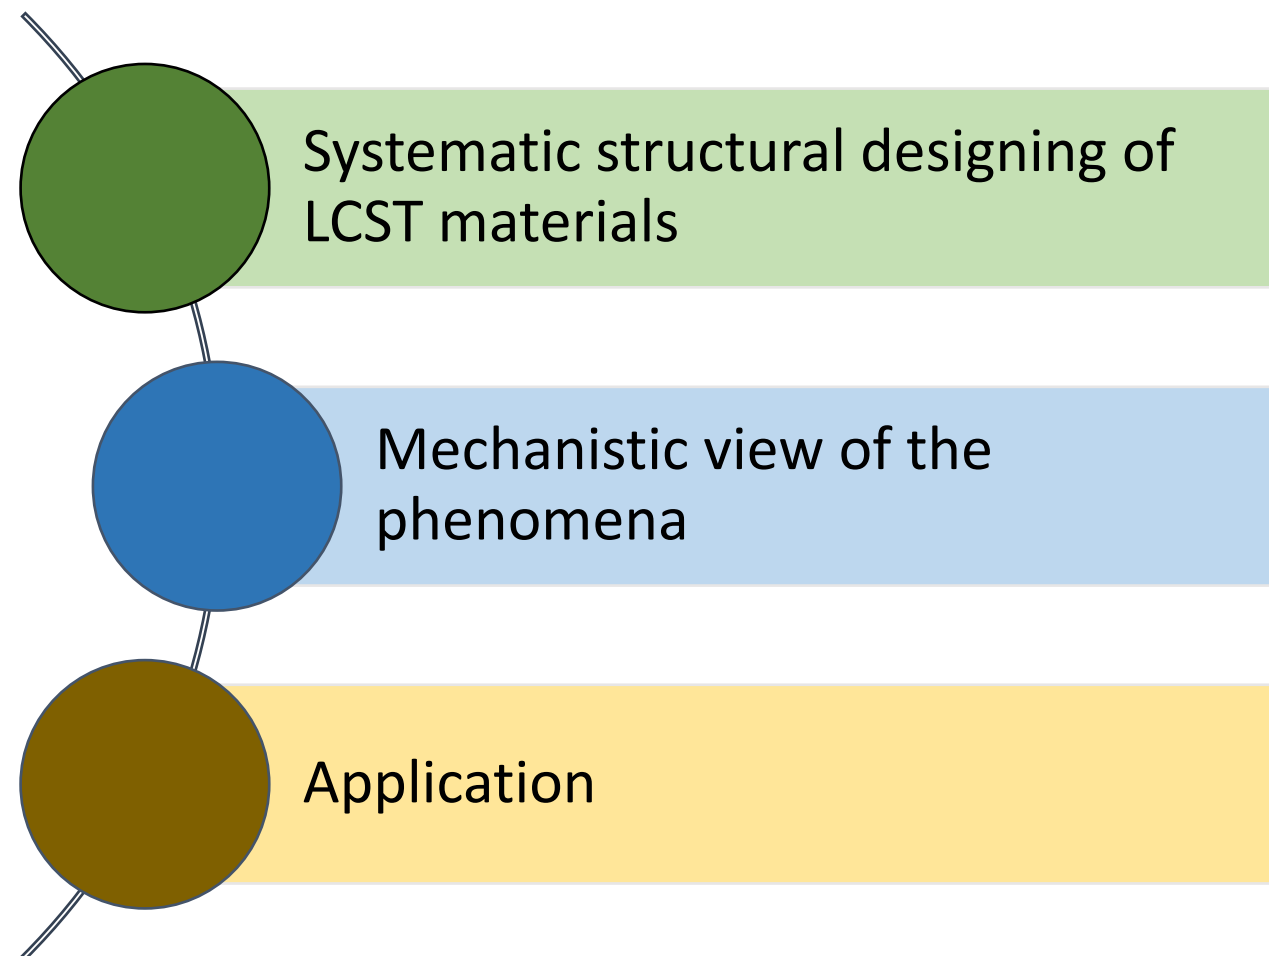 Systematic structural designing of
LCST materials
Mechanistic view of the
phenomena
Application